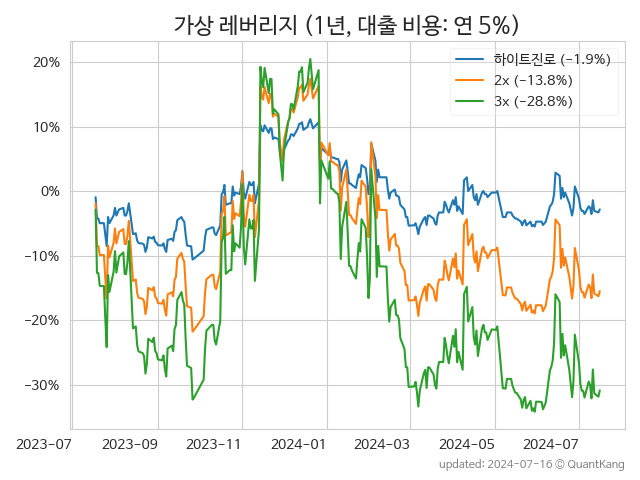 가상 레버리지 (1년, 대출 비용: 연 5%)
하이트진로 (−1.9%)
2x (−13.8%)
3x (−28.8%)
20%
10%
0%
−10%
−20%
−30%
2023-07 2023-09 2023-11 2024-01 2024-03 2024-05 2024-07
updated: 2024-07-16 © QuantKang